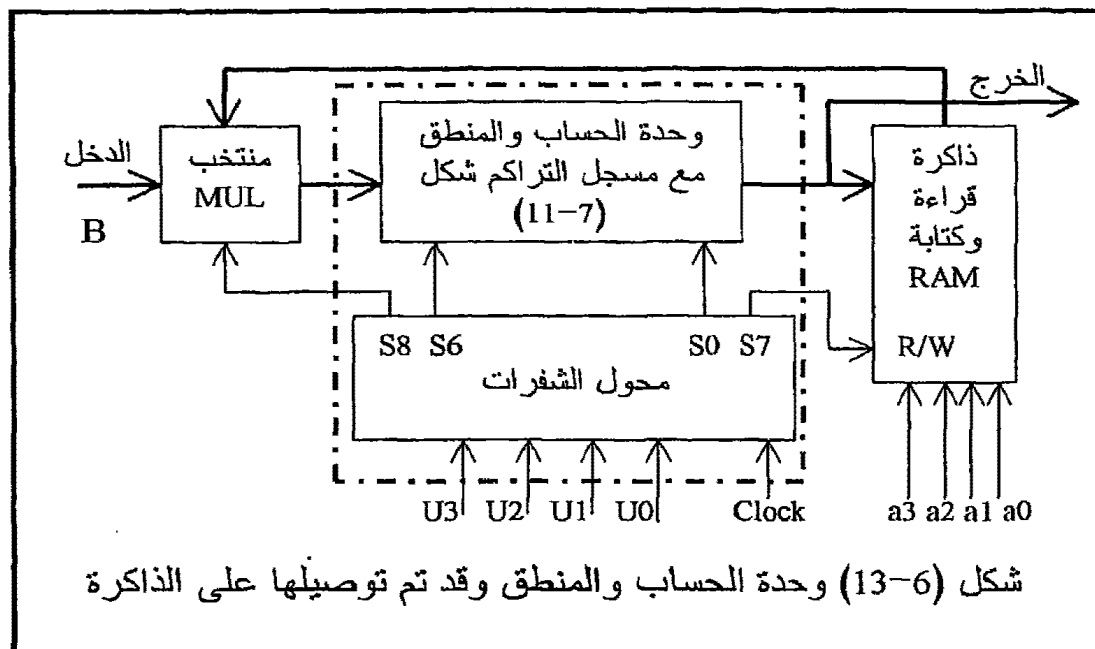 الخرج
الدخل
B
منتخب
MUL
وحدة الحساب والمنطق
مع مسجل التراكم شكل
(11-7)
ذاكرة
قراءة
وكتابة
RAM
R/W
S8 S6 S0 S7
محول الشفرات
U3 U2 U1 U0 Clock a3 a2 a1 a0
شكل (13-6) وحدة الحساب والمنطق وقد تم توصيلها على الذاكرة